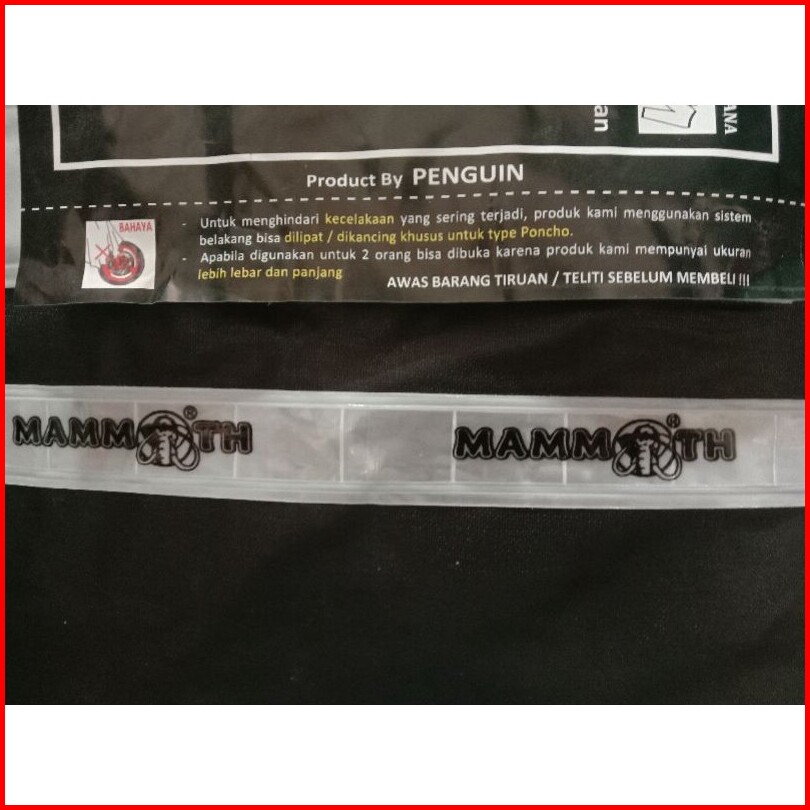 ANA
an
Product By PENGUIN
BAHAYA
- Untuk menghindari kecelakaan yang sering terjadi, produk kami menggunakan sistem
belakang bisa dilipat / dikancing khusus untuk type Poncho.
- Apabila digunakan untuk 2 orang bisa dibuka karena produk kami mempunyai ukuran
lebih lebar dan panjang
AWAS BARANG TIRUAN / TELITI SEBELUM MEMBELI !!!
MAMMOTH® MAMMOTH®